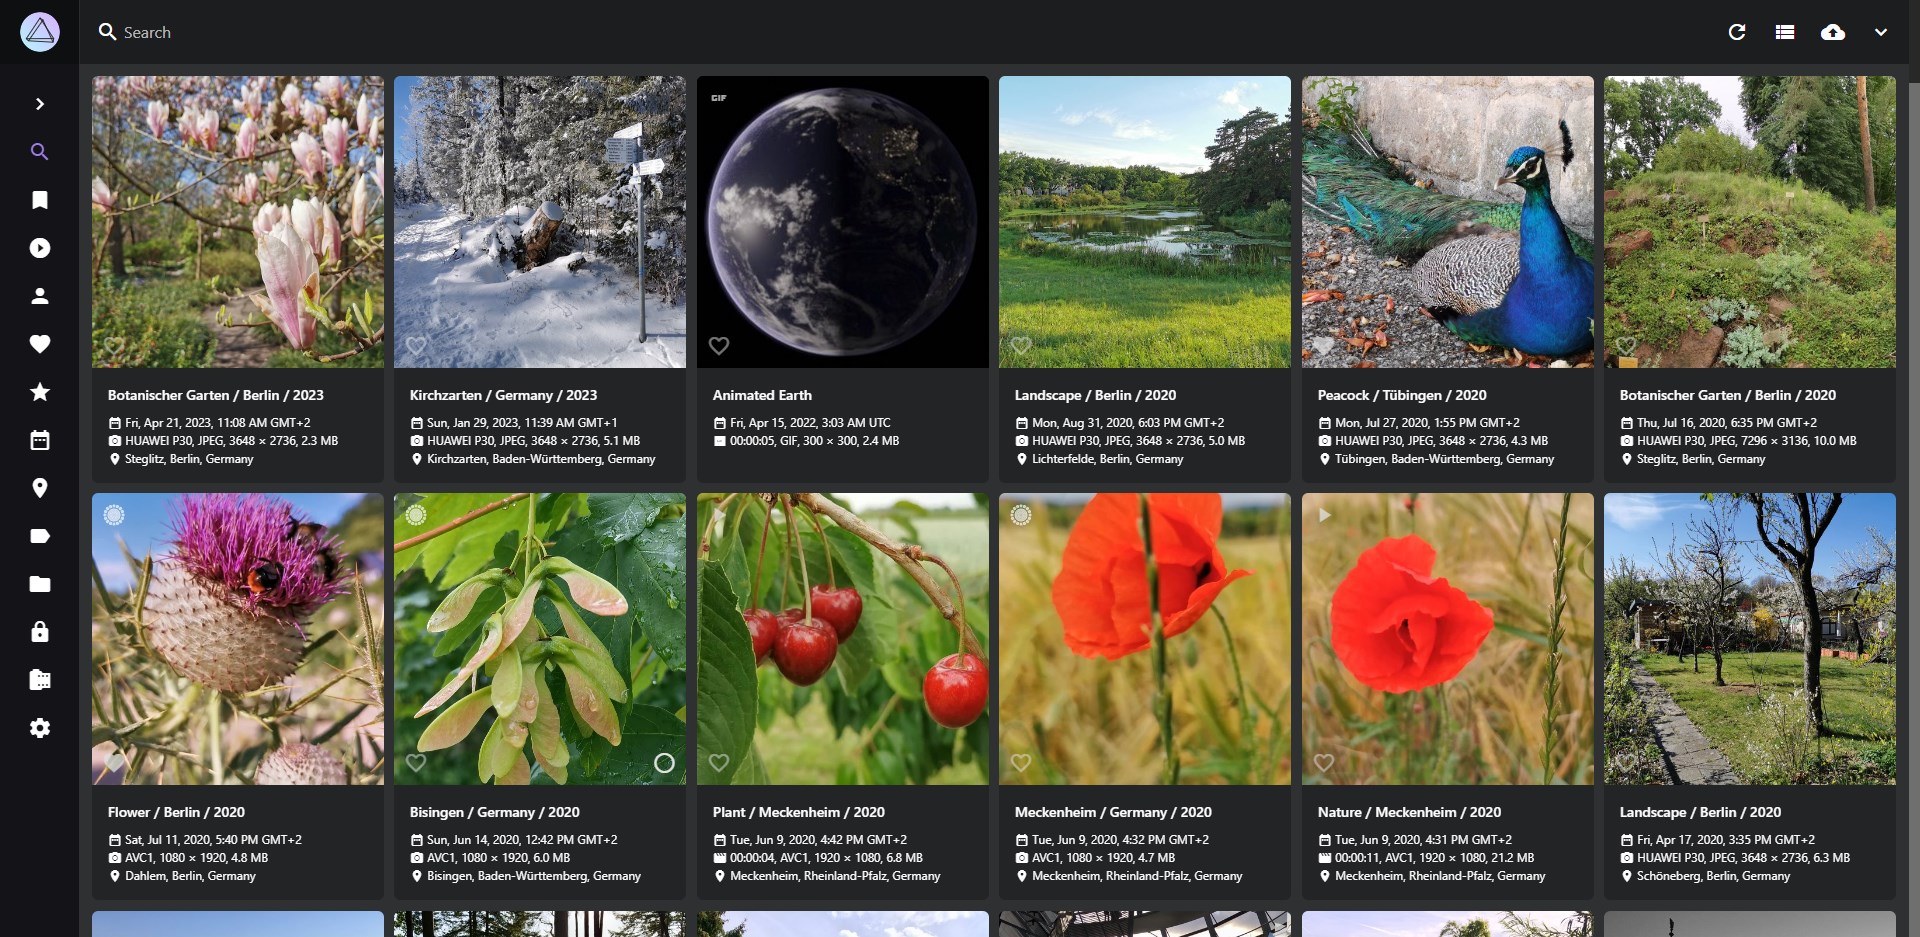 Search
GIF
Botanischer Garten / Berlin / 2023
Fri, Apr 21, 2023, 11:08 AM GMT+2
HUAWEI P30, JPEG, 3648 × 2736, 2.3 MB
Steglitz, Berlin, Germany
Kirchzarten / Germany / 2023
Sun, Jan 29, 2023, 11:39 AM GMT+1
HUAWEI P30, JPEG, 3648 × 2736, 5.1 MB
Kirchzarten, Baden-Württemberg, Germany
Animated Earth
Fri, Apr 15, 2022, 3:03 AM UTC
00:00:05, GIF, 300 × 300, 2.4 MB
Landscape / Berlin / 2020
Mon, Aug 31, 2020, 6:03 PM GMT+2
HUAWEI P30, JPEG, 3648 × 2736, 5.0 MB
Lichterfelde, Berlin, Germany
Peacock / Tübingen / 2020
Mon, Jul 27, 2020, 1:55 PM GMT+2
HUAWEI P30, JPEG, 3648 × 2736, 4.3 MB
Tübingen, Baden-Württemberg, Germany
Botanischer Garten / Berlin / 2020
Thu, Jul 16, 2020, 6:35 PM GMT+2
HUAWEI P30, JPEG, 7296 × 3136, 10.0 MB
Steglitz, Berlin, Germany
Flower / Berlin / 2020
Sat, Jul 11, 2020, 5:40 PM GMT+2
AVC1, 1080 × 1920, 4.8 MB
Dahlem, Berlin, Germany
Bisingen / Germany / 2020
Sun, Jun 14, 2020, 12:42 PM GMT+2
AVC1, 1080 × 1920, 6.0 MB
Bisingen, Baden-Württemberg, Germany
Plant / Meckenheim / 2020
Tue, Jun 9, 2020, 4:42 PM GMT+2
00:00:04, AVC1, 1920 × 1080, 6.8 MB
Meckenheim, Rheinland-Pfalz, Germany
Meckenheim / Germany / 2020
Tue, Jun 9, 2020, 4:32 PM GMT+2
AVC1, 1080 × 1920, 4.7 MB
Meckenheim, Rheinland-Pfalz, Germany
Nature / Meckenheim / 2020
Tue, Jun 9, 2020, 4:31 PM GMT+2
00:00:11, AVC1, 1920 × 1080, 21.2 MB
Meckenheim, Rheinland-Pfalz, Germany
Landscape / Berlin / 2020
Fri, Apr 17, 2020, 3:35 PM GMT+2
HUAWEI P30, JPEG, 3648 × 2736, 6.3 MB
Schöneberg, Berlin, Germany